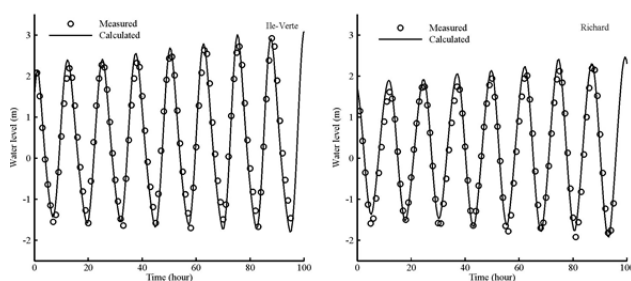 Measured
Calculated
Ile-Verte
3
2
1
0
-1
-2
Water level (m)
0
20
40
60
80
100
Time (hour)
Measured
Calculated
Richard
3
2
1
0
-1
-2
Water level (m)
0
20
40
60
80
100
Time (hour)